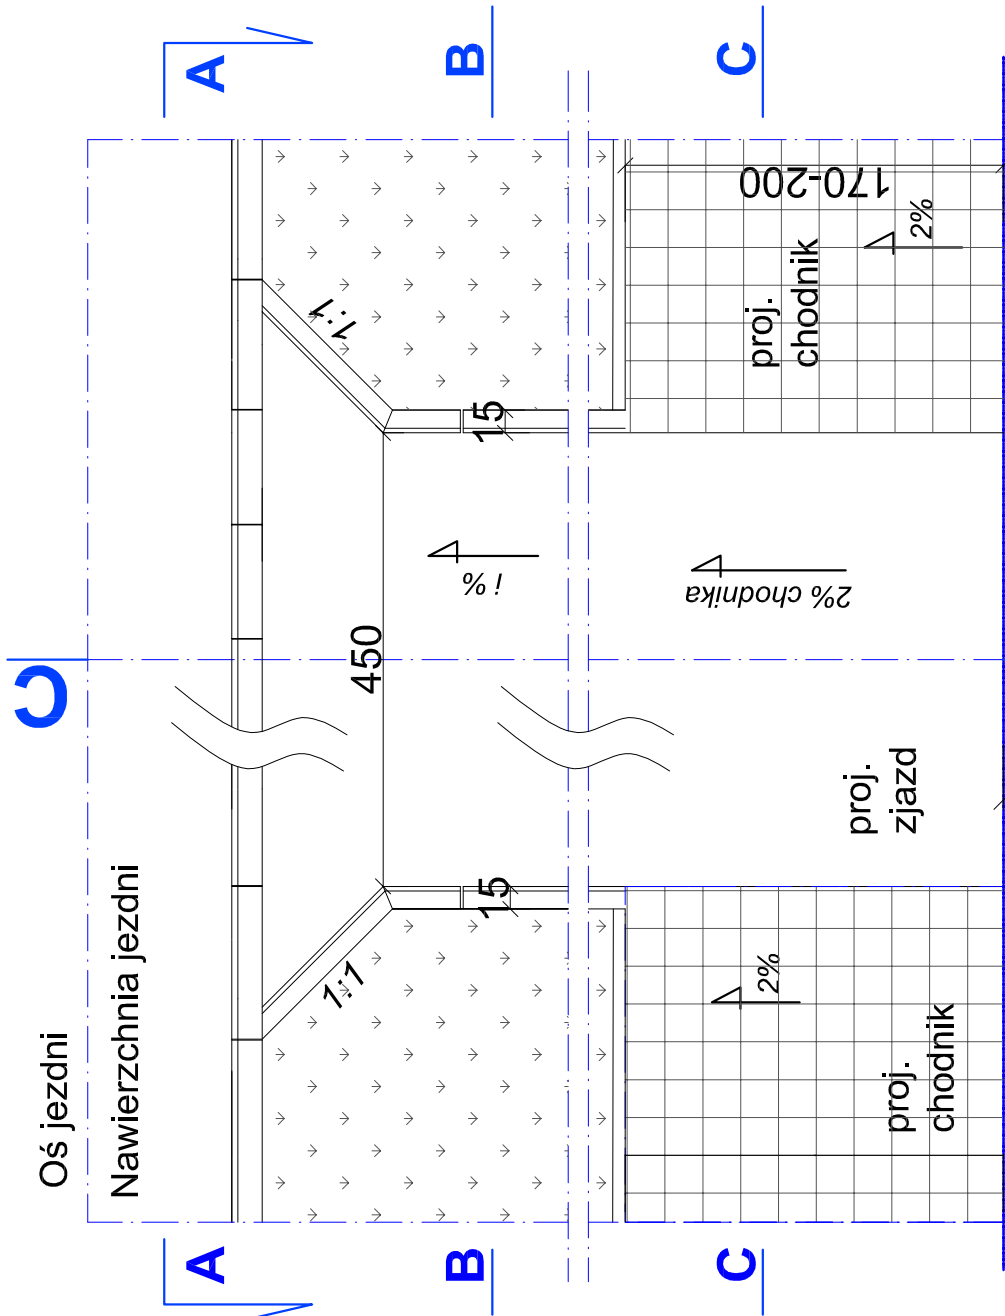 Oś jezdni
Nawierzchnia jezdni
A
B
C
A
B
C
C
1:1
1:1
15
15
450
i %
2% chodnika
170-200
2%
2%
proj.
chodnik
proj.
zjazd
proj.
chodnik